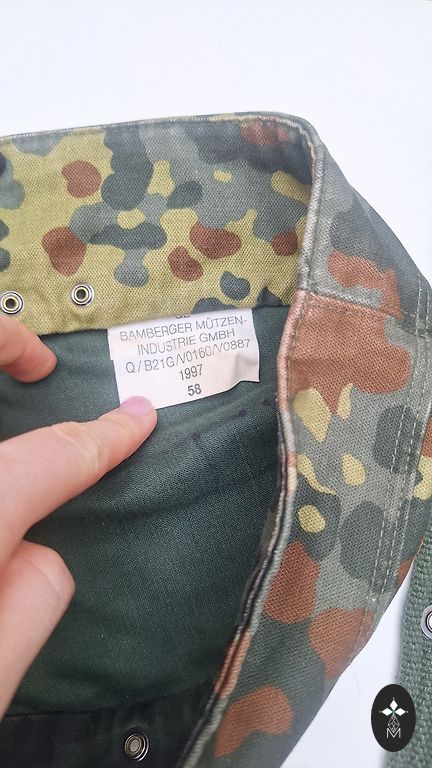 BAMBERGER MÜTZEN-
INDUSTRIE GMBH
Q/B21G/V0160/V0887
1997
58
M